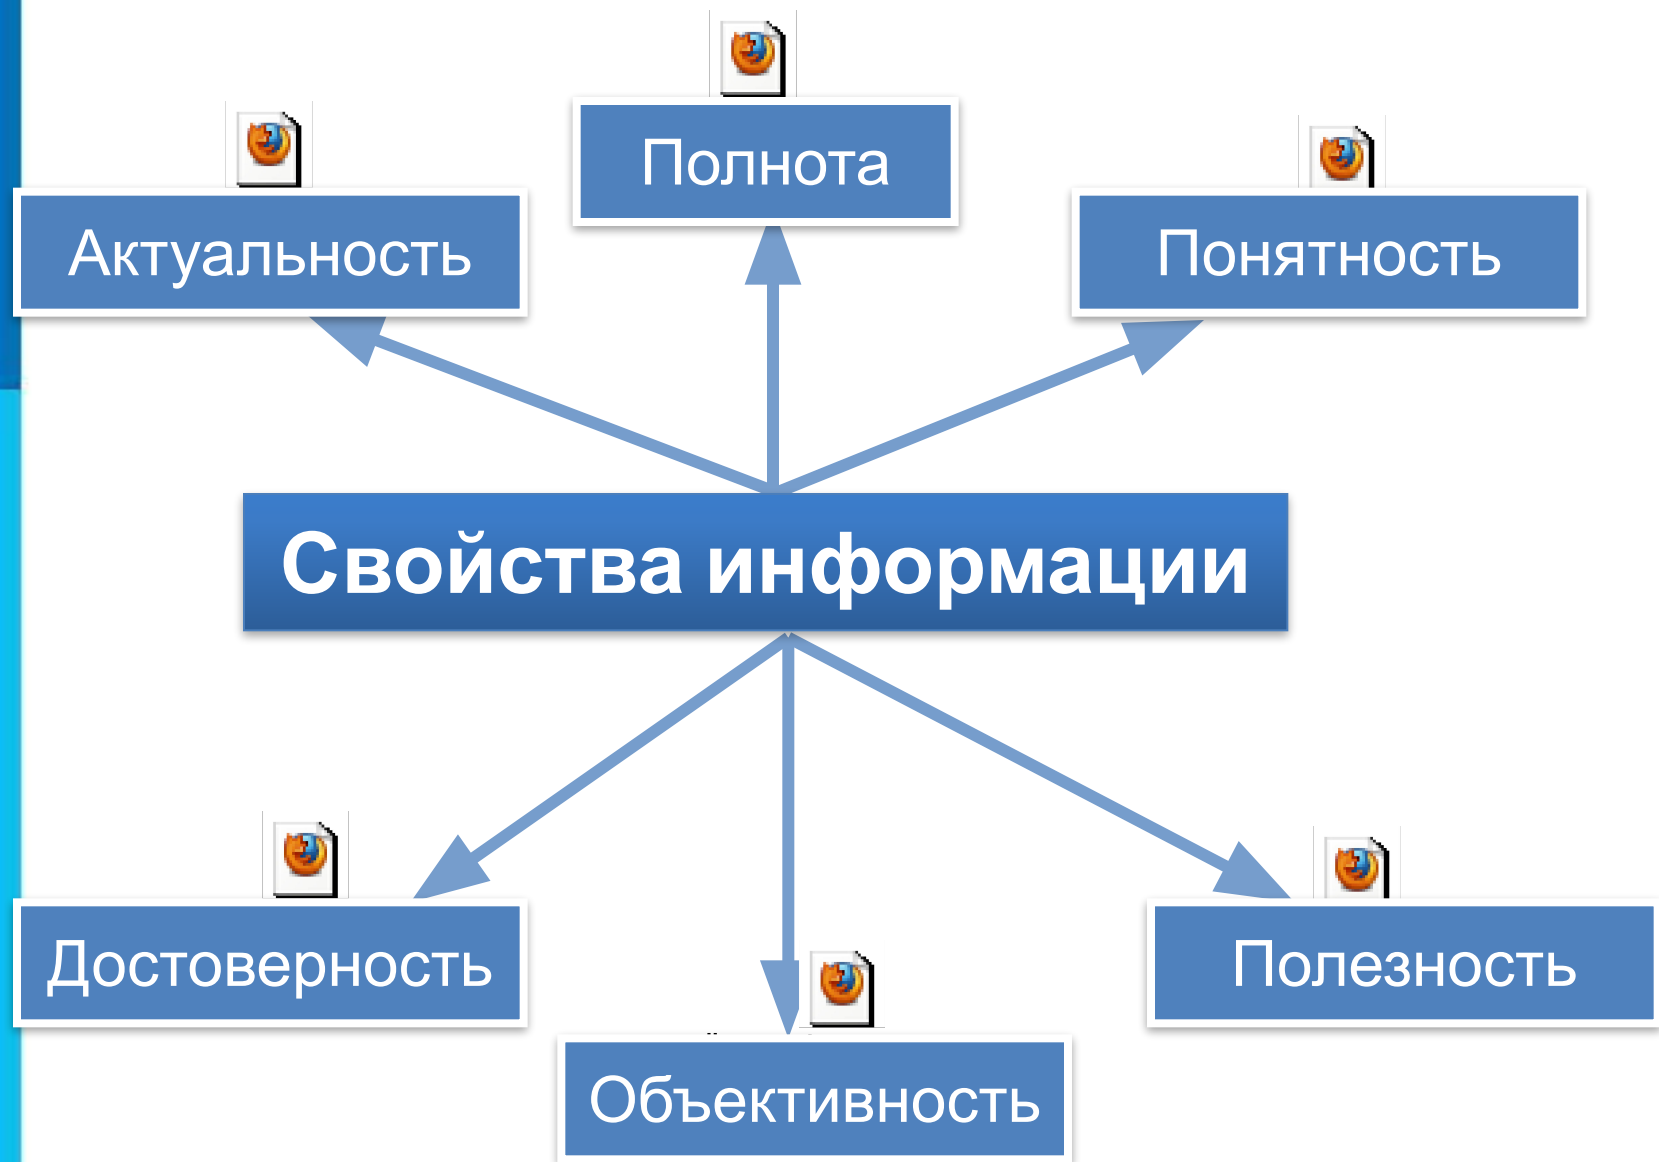 Полнота
Актуальность
Понятность
Свойства информации
Достоверность
Полезность
Объективность